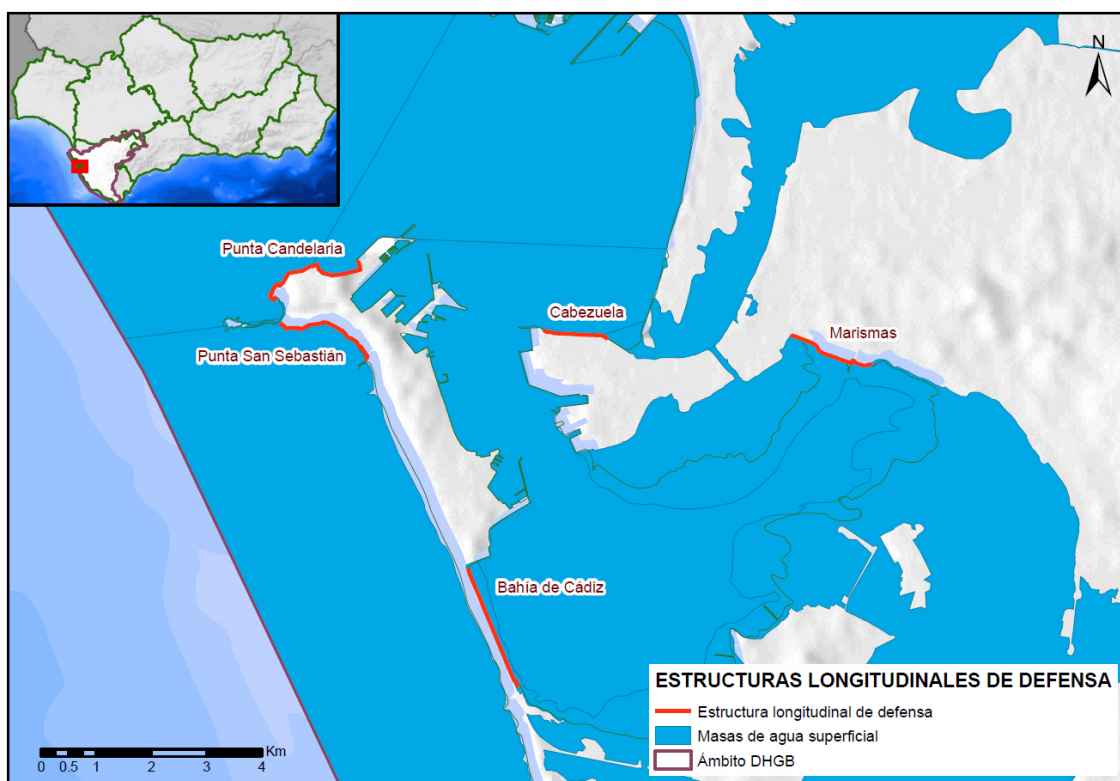 N
Punta Candelaria
Cabezuela
Marismas
Punta San Sebastián
Bahía de Cádiz
Km
0 0.5 1 2 3 4
ESTRUCTURAS LONGITUDINALES DE DEFENSA
Estructura longitudinal de defensa
Masas de agua superficial
Ámbito DHGB